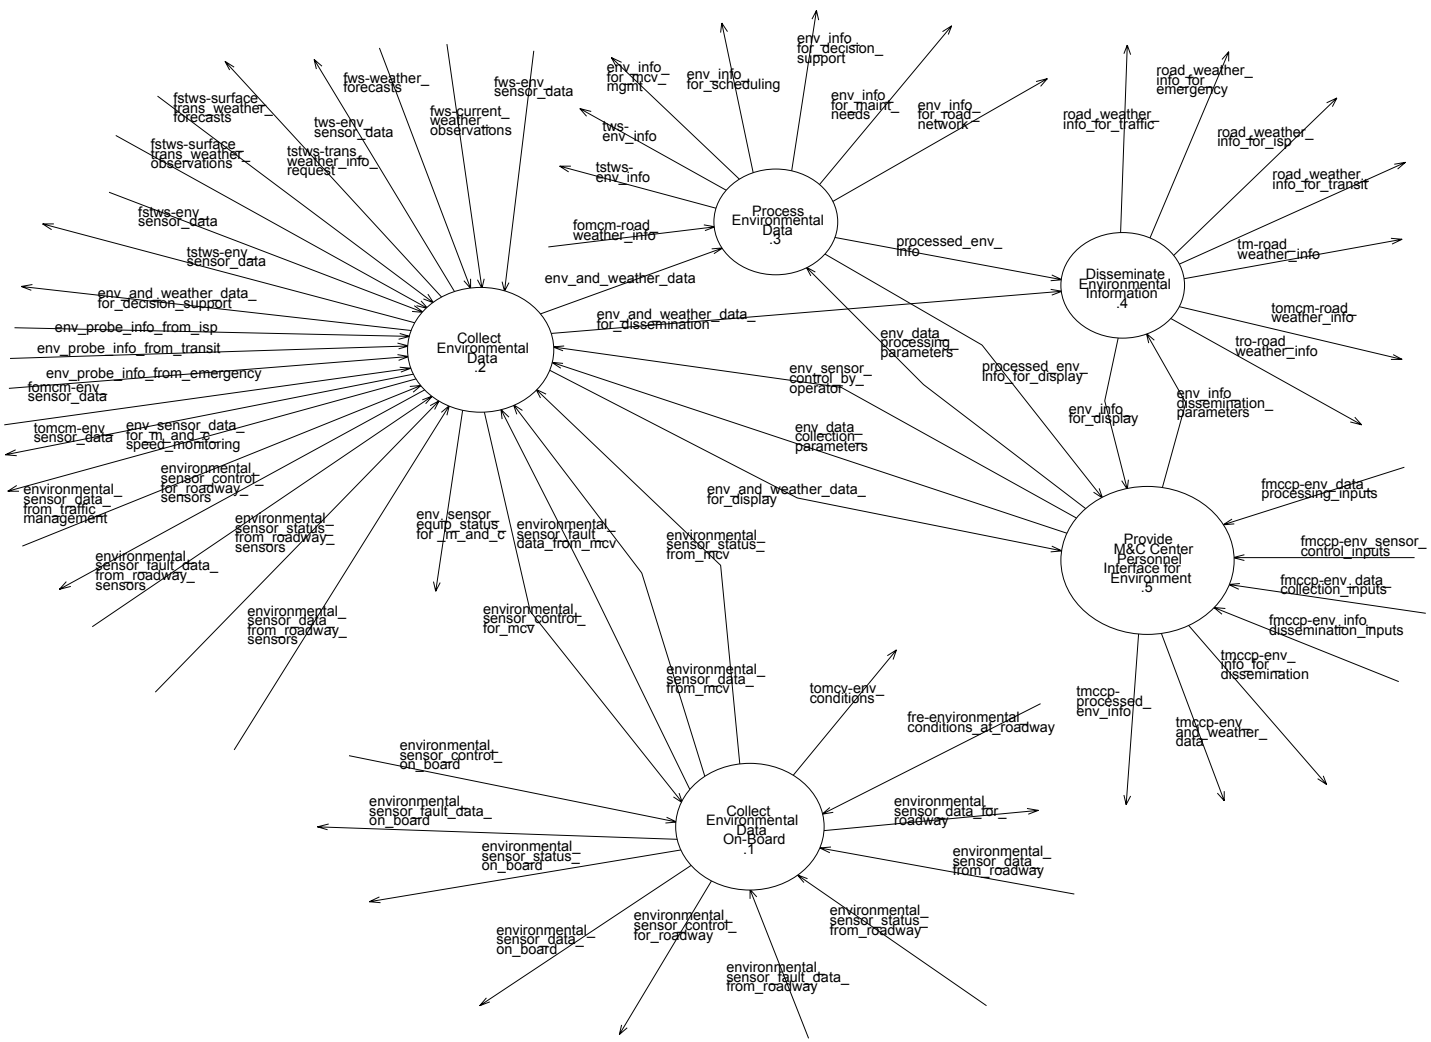 fws-weather_
forecasts
fws-env_
sensor_data
fws-current_
weather_
observations
fstws-surface_
trans_weather_
forecasts
tws-env_
sensor_data
fstws-surface_
trans_weather_
observations
tstws-trans_
weather_info_
request
fstws-env_
sensor_data
tstws-env_
sensor_data
env_and_weather_data_
for_decision_support
env_probe_info_from_isp
env_probe_info_from_transit
env_probe_info_from_emergency
fomcm-env_
sensor_data
tomcm-env_
sensor_data
env_sensor_data_
for_m_and_c_
speed_monitoring
environmental_
sensor_data_
from_traffic_
management
environmental_
sensor_control_
for_roadway_
sensors
environmental_
sensor_status_
from_roadway_
sensors
environmental_
sensor_fault_data_
from_roadway_
sensors
environmental_
sensor_data_
from_roadway_
sensors
Collect
Environmental
Data
.2
env_info_
for_mcv_
mgmt
env_info_
for_scheduling
env_info_
for_decision_
support
env_info_
for_maint_
needs
env_info_
for_road_
network_
tws-
env_info
tstws-
env_info
fomcm-road_
weather_info
env_and_weather_data
Process
Environmental
Data
.3
processed_env_
info
env_and_weather_data_
for_dissemination
road_weather_
info_for_traffic
road_weather_
info_for_
emergency
road_weather_
info_for_isp
road_weather_
info_for_transit
tm-road_
weather_info
tomcm-road_
weather_info
tro-road_
weather_info
Disseminate
Environmental
Information
.4
env_data_
processing_
parameters
processed_env_
info_for_display
env_sensor_
control_by_
operator
env_data_
collection_
parameters
env_and_weather_data_
for_display
env_info_
for_display
env_info_
dissemination_
parameters
Provide
M&C Center
Personnel
Interface for
Environment
.5
fmccp-env_data_
processing_inputs
fmccp-env_sensor_
control_inputs
fmccp-env_data_
collection_inputs
fmccp-env_info_
dissemination_inputs
tmccp-env_
info_for_
dissemination
tmccp-
processed_
env_info
tmccp-env_
and_weather_
data
env_sensor_
equip_status_
for_m_and_c
environmental_
sensor_fault_
data_from_mcv
environmental_
sensor_status_
from_mcv
environmental_
sensor_control_
for_mcv
environmental_
sensor_data_
from_mcv
tomcv-env_
conditions
fre-environmental_
conditions_at_roadway
environmental_
sensor_control_
on_board
environmental_
sensor_fault_data_
on_board
environmental_
sensor_status_
on_board
environmental_
sensor_data_
on_board
environmental_
sensor_control_
for_roadway
Collect
Environmental
Data
On-Board
.1
environmental_
sensor_data_for_
roadway
environmental_
sensor_data_
from_roadway
environmental_
sensor_status_
from_roadway
environmental_
sensor_fault_data_
from_roadway